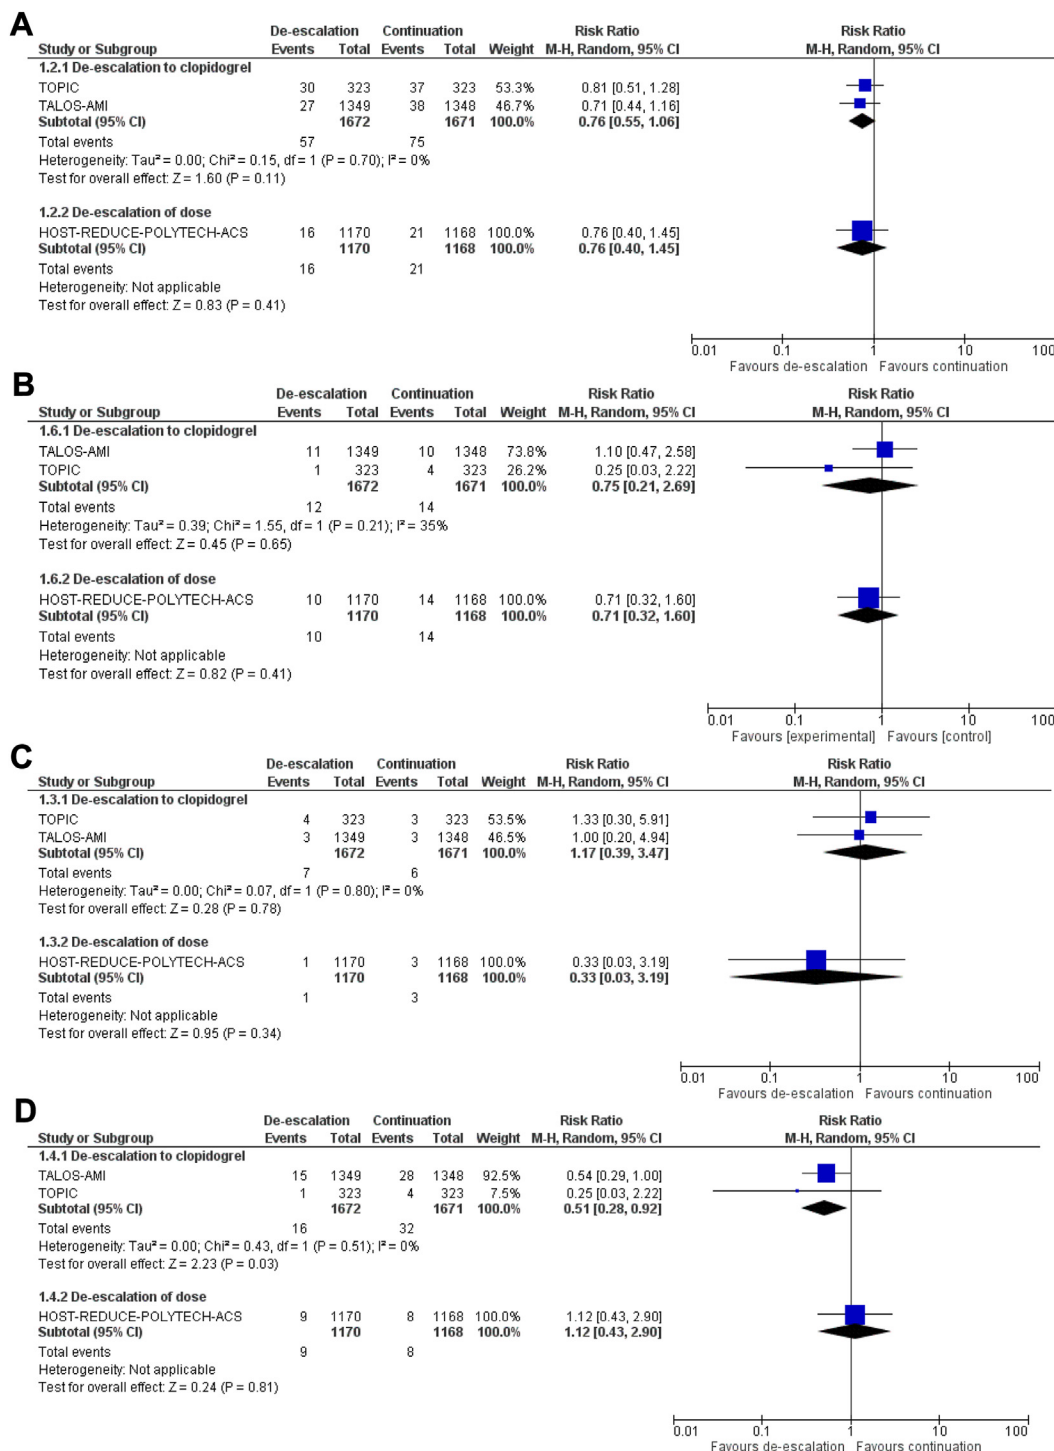 A
De-escalation Continuation Risk Ratio Risk Ratio
Study or Subgroup Events Total Events Total Weight M-H, Random, 95% CI M-H, Random, 95% CI
1.2.1 De-escalation to clopidogrel
TOPIC 30 323 37 323 53.3% 0.81 [0.51, 1.28]
TALOS-AMI 27 1349 38 1348 46.7% 0.71 [0.44, 1.16]
Subtotal (95% CI) 1672 1671 100.0% 0.76 [0.55, 1.06]
Total events 57 75
Heterogeneity: Tau² = 0.00; Chi² = 0.15, df = 1 (P = 0.70); I² = 0%
Test for overall effect: Z = 1.60 (P = 0.11)
1.2.2 De-escalation of dose
HOST-REDUCE-POLYTECH-ACS 16 1170 21 1168 100.0% 0.76 [0.40, 1.45]
Subtotal (95% CI) 1170 1168 100.0% 0.76 [0.40, 1.45]
Total events 16 21
Heterogeneity: Not applicable
Test for overall effect: Z = 0.83 (P = 0.41)
0.01 0.1 1 10 100
Favours de-escalation Favours continuation
B
De-escalation Continuation Risk Ratio Risk Ratio
Study or Subgroup Events Total Events Total Weight M-H, Random, 95% CI M-H, Random, 95% CI
1.6.1 De-escalation to clopidogrel
TALOS-AMI 11 1349 10 1348 73.8% 1.10 [0.47, 2.58]
TOPIC 1 323 4 323 26.2% 0.25 [0.03, 2.22]
Subtotal (95% CI) 1672 1671 100.0% 0.75 [0.21, 2.69]
Total events 12 14
Heterogeneity: Tau² = 0.39; Chi² = 1.55, df = 1 (P = 0.21); I² = 35%
Test for overall effect: Z = 0.45 (P = 0.65)
1.6.2 De-escalation of dose
HOST-REDUCE-POLYTECH-ACS 10 1170 14 1168 100.0% 0.71 [0.32, 1.60]
Subtotal (95% CI) 1170 1168 100.0% 0.71 [0.32, 1.60]
Total events 10 14
Heterogeneity: Not applicable
Test for overall effect: Z = 0.82 (P = 0.41)
0.01 0.1 1 10 100
Favours [experimental] Favours [control]
C
De-escalation Continuation Risk Ratio Risk Ratio
Study or Subgroup Events Total Events Total Weight M-H, Random, 95% CI M-H, Random, 95% CI
1.3.1 De-escalation to clopidogrel
TOPIC 4 323 3 323 53.5% 1.33 [0.30, 5.91]
TALOS-AMI 3 1349 3 1348 46.5% 1.00 [0.20, 4.94]
Subtotal (95% CI) 1672 1671 100.0% 1.17 [0.39, 3.47]
Total events 7 6
Heterogeneity: Tau² = 0.00; Chi² = 0.07, df = 1 (P = 0.80); I² = 0%
Test for overall effect: Z = 0.28 (P = 0.78)
1.3.2 De-escalation of dose
HOST-REDUCE-POLYTECH-ACS 1 1170 3 1168 100.0% 0.33 [0.03, 3.19]
Subtotal (95% CI) 1170 1168 100.0% 0.33 [0.03, 3.19]
Total events 1 3
Heterogeneity: Not applicable
Test for overall effect: Z = 0.95 (P = 0.34)
0.01 0.1 1 10 100
Favours de-escalation Favours continuation
D
De-escalation Continuation Risk Ratio Risk Ratio
Study or Subgroup Events Total Events Total Weight M-H, Random, 95% CI M-H, Random, 95% CI
1.4.1 De-escalation to clopidogrel
TALOS-AMI 15 1349 28 1348 92.5% 0.54 [0.29, 1.00]
TOPIC 1 323 4 323 7.5% 0.25 [0.03, 2.22]
Subtotal (95% CI) 1672 1671 100.0% 0.51 [0.28, 0.92]
Total events 16 32
Heterogeneity: Tau² = 0.00; Chi² = 0.43, df = 1 (P = 0.51); I² = 0%
Test for overall effect: Z = 2.23 (P = 0.03)
1.4.2 De-escalation of dose
HOST-REDUCE-POLYTECH-ACS 9 1170 8 1168 100.0% 1.12 [0.43, 2.90]
Subtotal (95% CI) 1170 1168 100.0% 1.12 [0.43, 2.90]
Total events 9 8
Heterogeneity: Not applicable
Test for overall effect: Z = 0.24 (P = 0.81)
0.01 0.1 1 10 100
Favours de-escalation Favours continuation